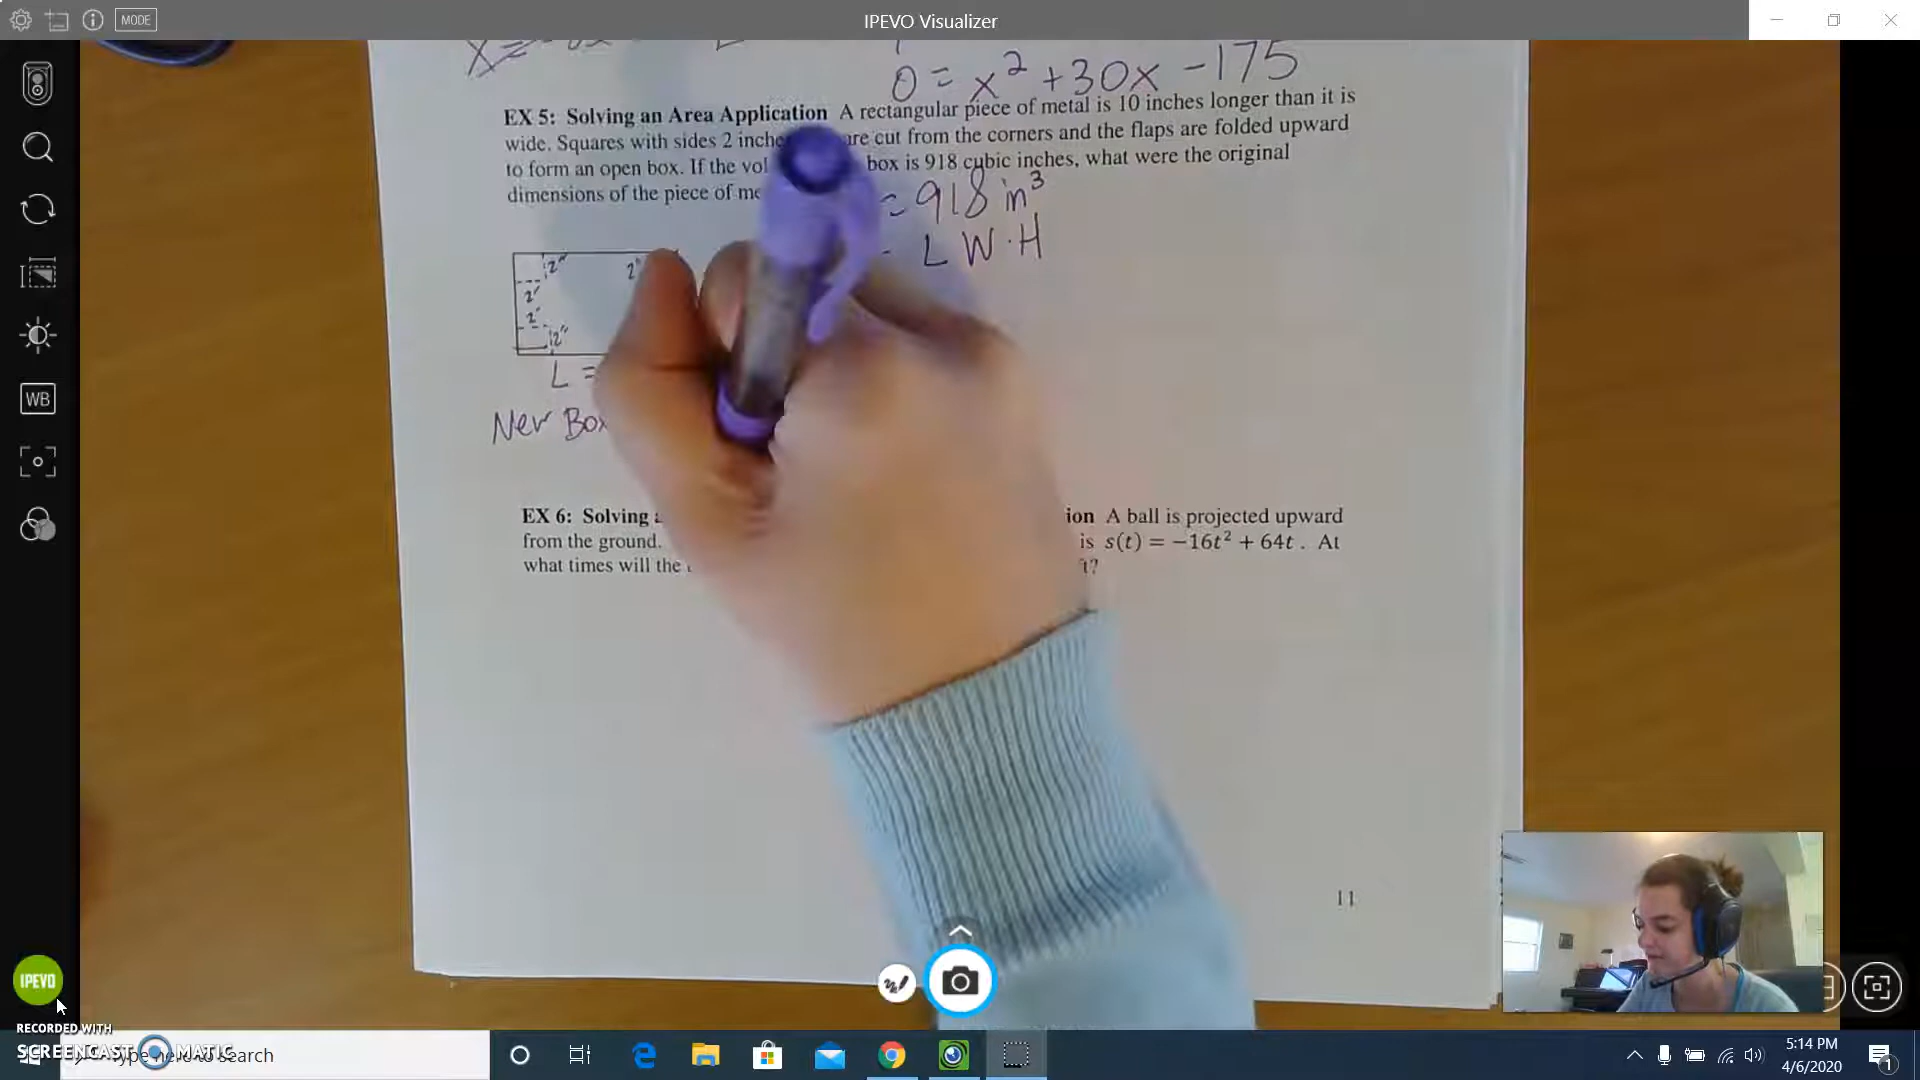 MODE
IPEVO Visualizer
0 = x² + 30x - 175
EX 5: Solving an Area Application A rectangular piece of metal is 10 inches longer than it is
wide. Squares with sides 2 inche are cut from the corners and the flaps are folded upward
to form an open box. If the vol box is 918 cubic inches, what were the original
dimensions of the piece of me
= 918 in³
L W · H
2" 2"
2"
2"
2"
L =
New Box
EX 6: Solving ion A ball is projected upward
from the ground. is s(t) = −16t² + 64t . At
what times will the t?
11
WB
IPEVO
RECORDED WITH
SCREENCAST MATIC
Type here to search
5:14 PM
4/6/2020
1